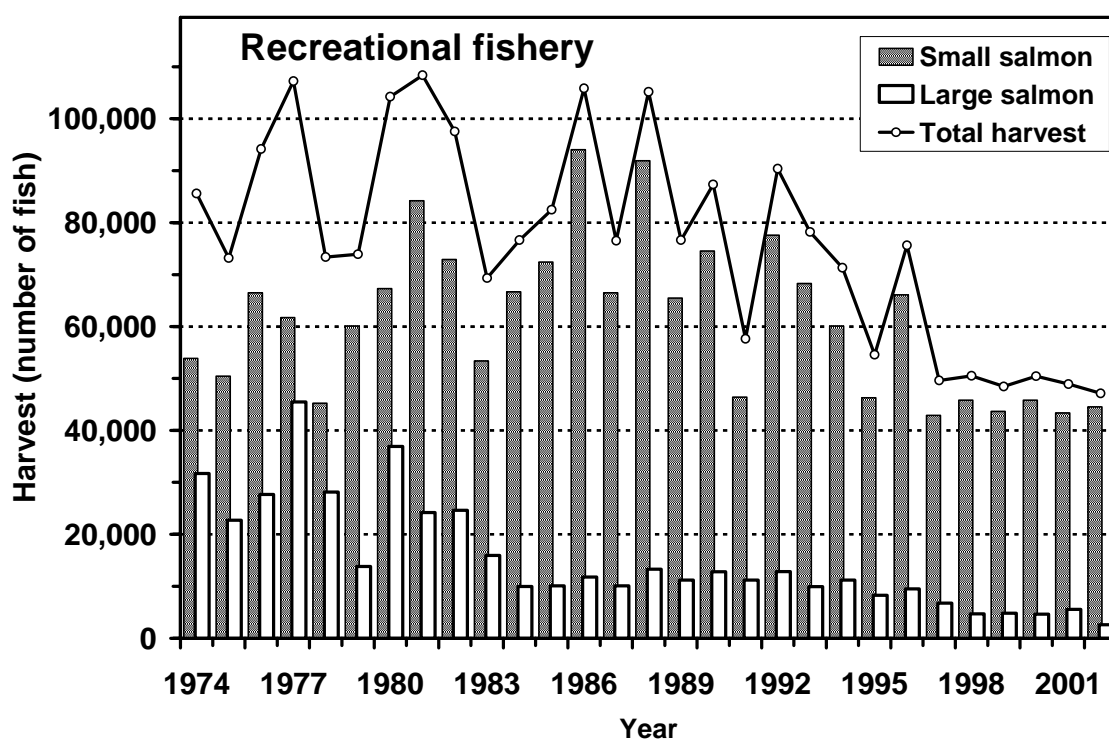 Recreational fishery
Small salmon
Large salmon
Total harvest
Harvest (number of fish)
100,000
80,000
60,000
40,000
20,000
0
1974 1977 1980 1983 1986 1989 1992 1995 1998 2001
Year